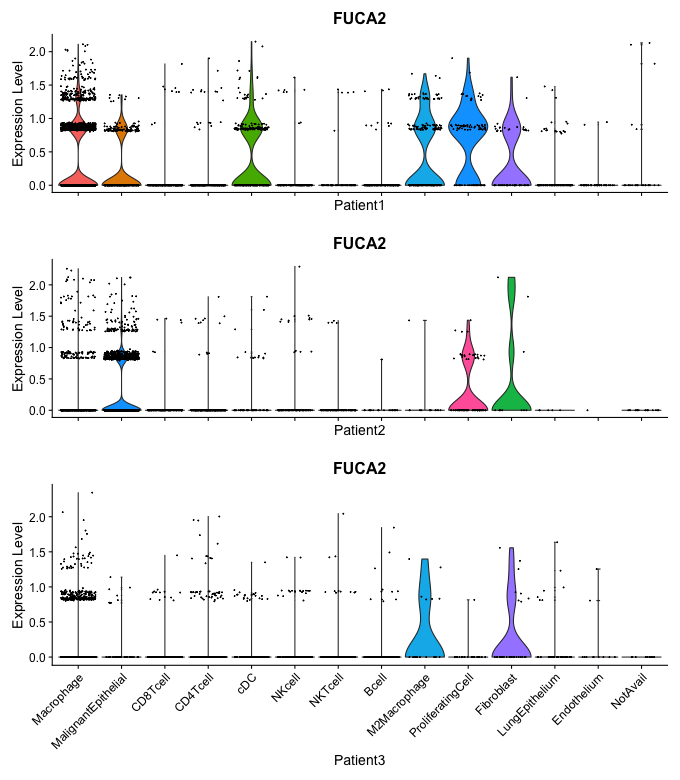 FUCA2
Expression Level
2.0
1.5
1.0
0.5
0.0
Patient1
FUCA2
Expression Level
2.0
1.5
1.0
0.5
0.0
Patient2
FUCA2
Expression Level
2.0
1.5
1.0
0.5
0.0
Macrophage
MalignantEpithelial
CD8Tcell
CD4Tcell
cDC
NKcell
NKTcell
Bcell
M2Macrophage
ProliferatingCell
Fibroblast
LungEpithelium
Endothelium
NotAvail
Patient3